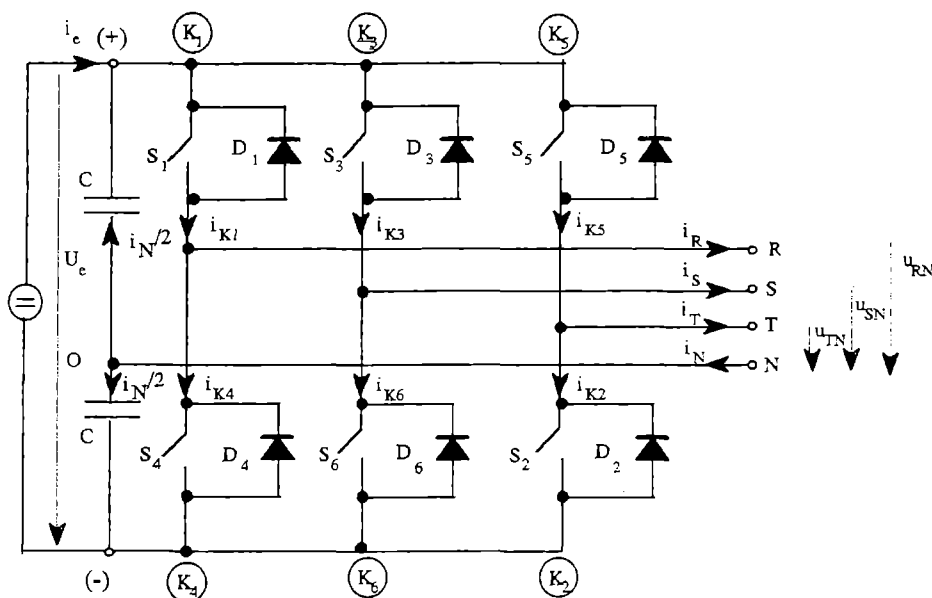 i_e (+) K_1 K_3 K_5
S_1 D_1 S_3 D_3 S_5 D_5
C
i_N/2 i_K1 i_K3 i_K5
U_e
i_R R
i_S S
i_T T
i_N N
u_TN u_SN u_RN
O
i_N/2 i_K4 i_K6 i_K2
C
S_4 D_4 S_6 D_6 S_2 D_2
(-) K_4 K_6 K_2